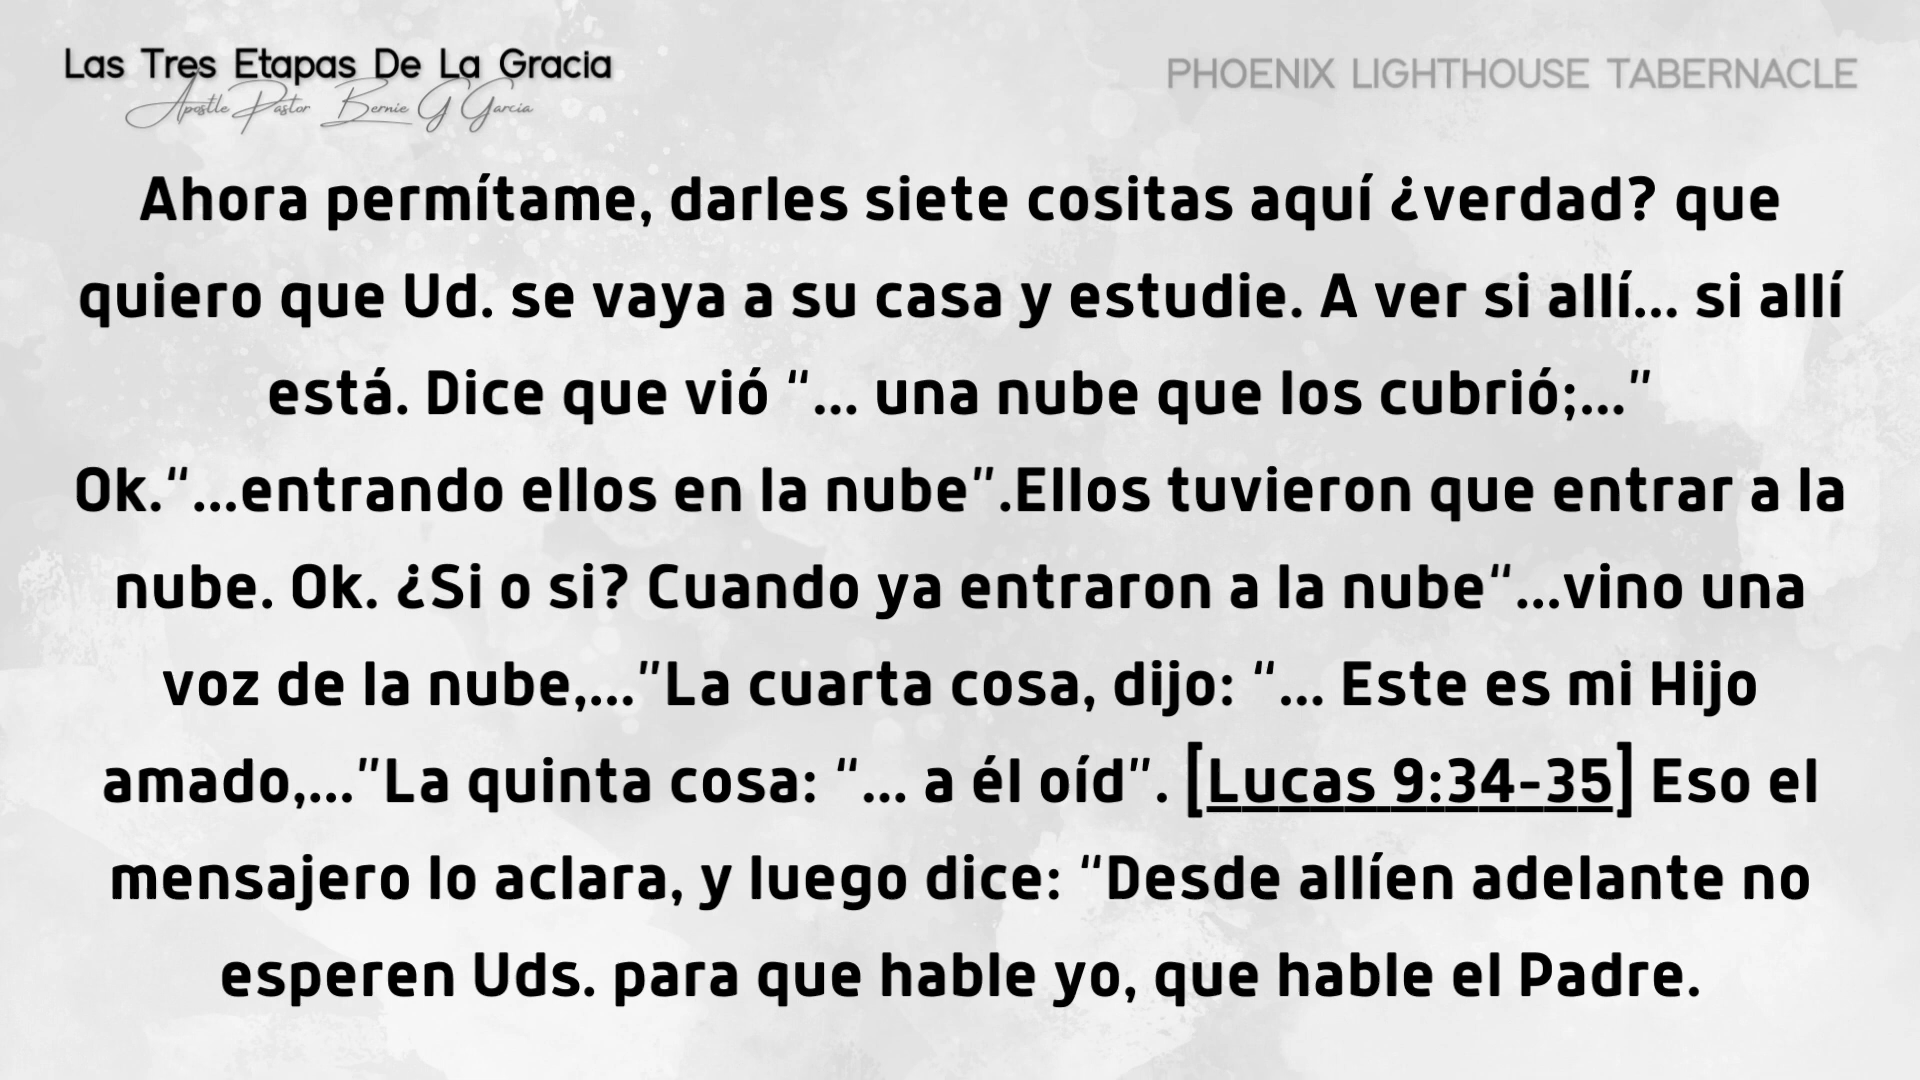 Las Tres Etapas De La Gracia
Apostle Pastor Bernie G Garcia
PHOENIX LIGHTHOUSE TABERNACLE
Ahora permítame, darles siete cositas aquí ¿verdad? que
quiero que Ud. se vaya a su casa y estudie. A ver si allí... si allí
está. Dice que vió “... una nube que los cubrió;...”
Ok.“...entrando ellos en la nube”.Ellos tuvieron que entrar a la
nube. Ok. ¿Si o si? Cuando ya entraron a la nube“...vino una
voz de la nube,...”La cuarta cosa, dijo: “... Este es mi Hijo
amado,...”La quinta cosa: “... a él oíd”. [Lucas 9:34-35] Eso el
mensajero lo aclara, y luego dice: “Desde allíen adelante no
esperen Uds. para que hable yo, que hable el Padre.